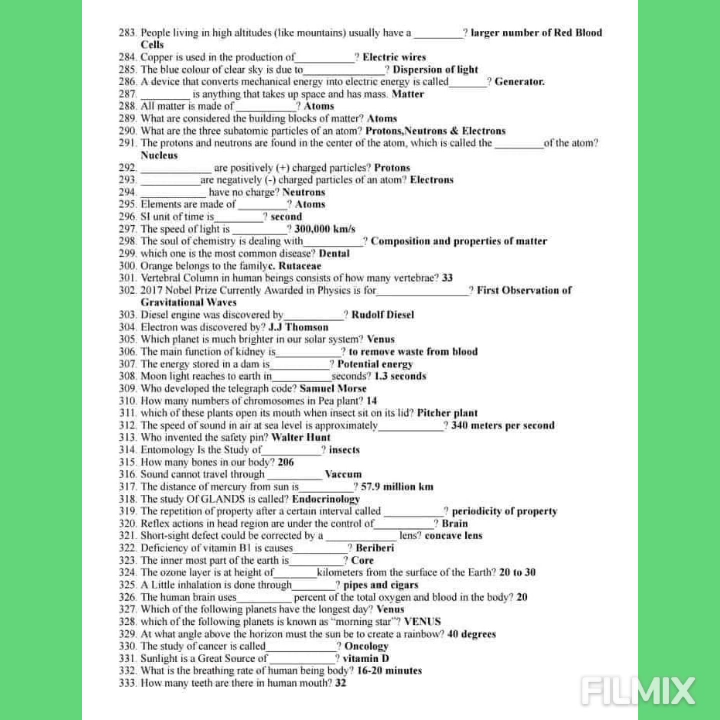 283. People living in high altitudes (like mountains) usually have a _________? larger number of Red Blood
Cells
284. Copper is used in the production of___________? Electric wires
285. The blue colour of clear sky is due to_______________? Dispersion of light
286. A device that converts mechanical energy into electric energy is called_______? Generator.
287. _________ is anything that takes up space and has mass. Matter
288. All matter is made of ___________? Atoms
289. What are considered the building blocks of matter? Atoms
290. What are the three subatomic particles of an atom? Protons,Neutrons & Electrons
291. The protons and neutrons are found in the center of the atom, which is called the _________of the atom?
Nucleus
292. _____________ are positively (+) charged particles? Protons
293. ___________are negatively (-) charged particles of an atom? Electrons
294. ____________ have no charge? Neutrons
295. Elements are made of _________? Atoms
296. SI unit of time is_________? second
297. The speed of light is __________? 300,000 km/s
298. The soul of chemistry is dealing with___________? Composition and properties of matter
299. which one is the most common disease? Dental
300. Orange belongs to the familyc. Rutaceae
301. Vertebral Column in human beings consists of how many vertebrae? 33
302. 2017 Nobel Prize Currently Awarded in Physics is for_________________? First Observation of
Gravitational Waves
303. Diesel engine was discovered by___________? Rudolf Diesel
304. Electron was discovered by? J.J Thomson
305. Which planet is much brighter in our solar system? Venus
306. The main function of kidney is____________? to remove waste from blood
307. The energy stored in a dam is___________? Potential energy
308. Moon light reaches to earth in___________seconds? 1.3 seconds
309. Who developed the telegraph code? Samuel Morse
310. How many numbers of chromosomes in Pea plant? 14
311. which of these plants open its mouth when insect sit on its lid? Pitcher plant
312. The speed of sound in air at sea level is approximately____________? 340 meters per second
313. Who invented the safety pin? Walter Hunt
314. Entomology Is the Study of ___________? insects
315. How many bones in our body? 206
316. Sound cannot travel through __________ Vaccum
317. The distance of mercury from sun is__________? 57.9 million km
318. The study Of GLANDS is called? Endocrinology
319. The repetition of property after a certain interval called ___________? periodicity of property
320. Reflex actions in head region are under the control of___________? Brain
321. Short-sight defect could be corrected by a _____________ lens? concave lens
322. Deficiency of vitamin B1 is causes__________? Beriberi
323. The inner most part of the earth is__________? Core
324. The ozone layer is at height of________kilometers from the surface of the Earth? 20 to 30
325. A Little inhalation is done through________? pipes and cigars
326. The human brain uses__________ percent of the total oxygen and blood in the body? 20
327. Which of the following planets have the longest day? Venus
328. which of the following planets is known as “morning star”? VENUS
329. At what angle above the horizon must the sun be to create a rainbow? 40 degrees
330. The study of cancer is called_____________? Oncology
331. Sunlight is a Great Source of ____________? vitamin D
332. What is the breathing rate of human being body? 16-20 minutes
333. How many teeth are there in human mouth? 32
FILMIX